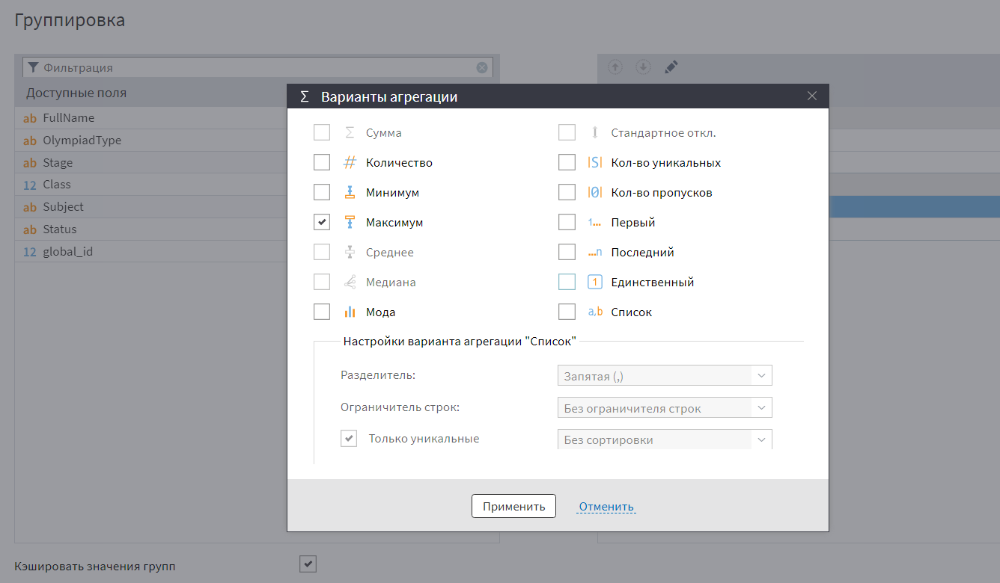 Группировка
Фильтрация
Доступные поля
ab FullName
ab OlympiadType
ab Stage
12 Class
ab Subject
ab Status
12 global_id
Σ Варианты агрегации
Σ Сумма
Стандартное откл.
# Количество
|S| Кол-во уникальных
Минимум
|0| Кол-во пропусков
Максимум
1... Первый
Среднее
...n Последний
Медиана
1 Единственный
Мода
a,b Список
Настройки варианта агрегации "Список"
Разделитель: Запятая (,)
Ограничитель строк: Без ограничителя строк
Только уникальные Без сортировки
Применить Отменить
Кэшировать значения групп